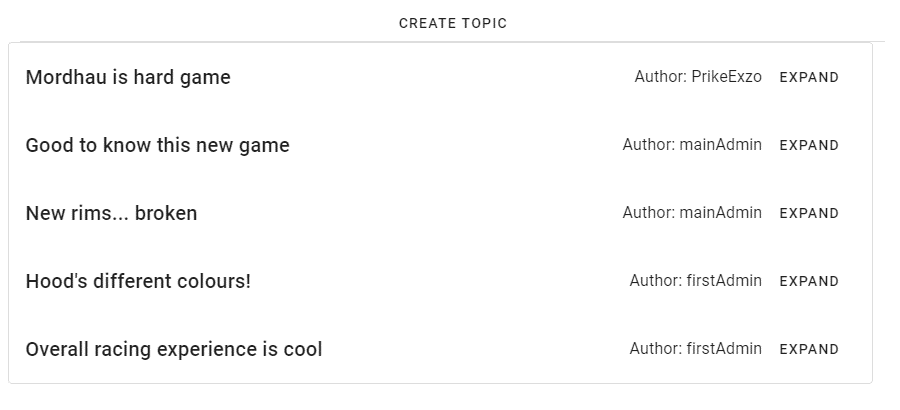 CREATE TOPIC
Mordhau is hard game Author: PrikeExzo EXPAND
Good to know this new game Author: mainAdmin EXPAND
New rims... broken Author: mainAdmin EXPAND
Hood's different colours! Author: firstAdmin EXPAND
Overall racing experience is cool Author: firstAdmin EXPAND